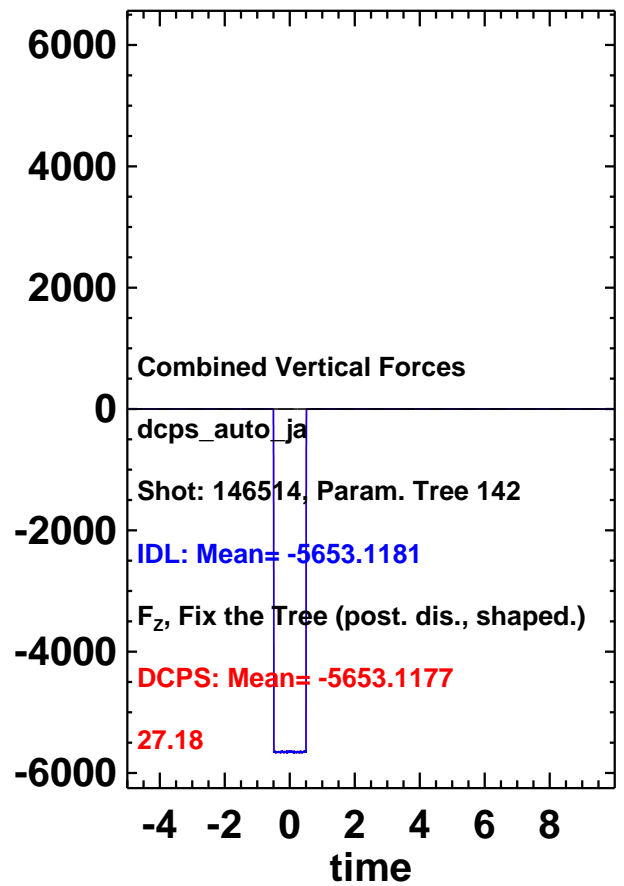 6000
4000
2000
Combined Vertical Forces
0
dcps_auto_ja
Shot: 146514, Param. Tree 142
-2000
IDL: Mean= -5653.1181
F_Z, Fix the Tree (post. dis., shaped.)
-4000
DCPS: Mean= -5653.1177
27.18
-6000
-4 -2 0 2 4 6 8
time